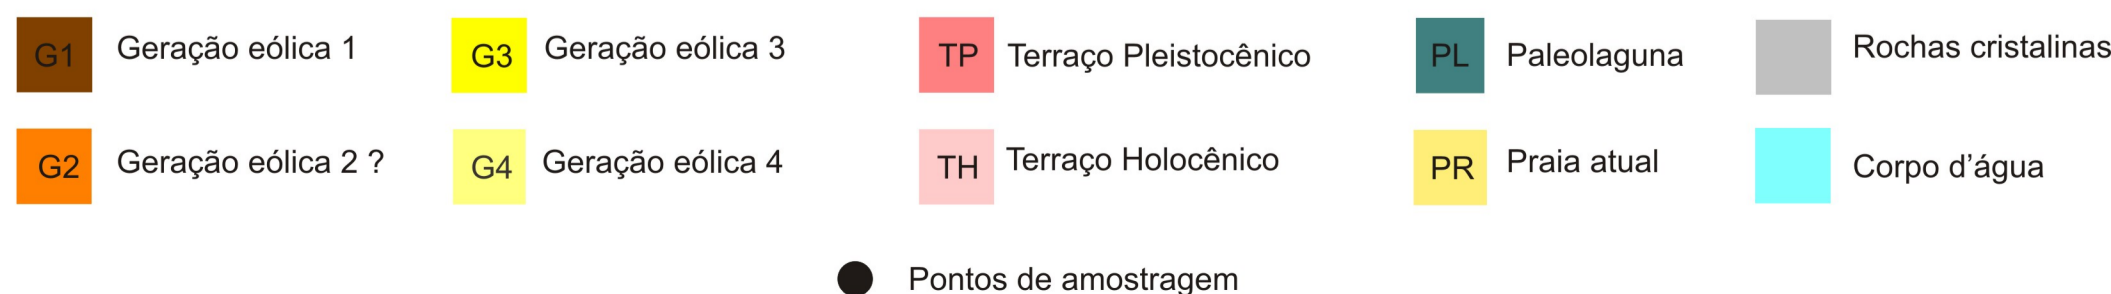 G1 Geração eólica 1 G3 Geração eólica 3 TP Terraço Pleistocênico PL Paleolaguna Rochas cristalinas
G2 Geração eólica 2 ? G4 Geração eólica 4 TH Terraço Holocênico PR Praia atual Corpo d’água
Pontos de amostragem